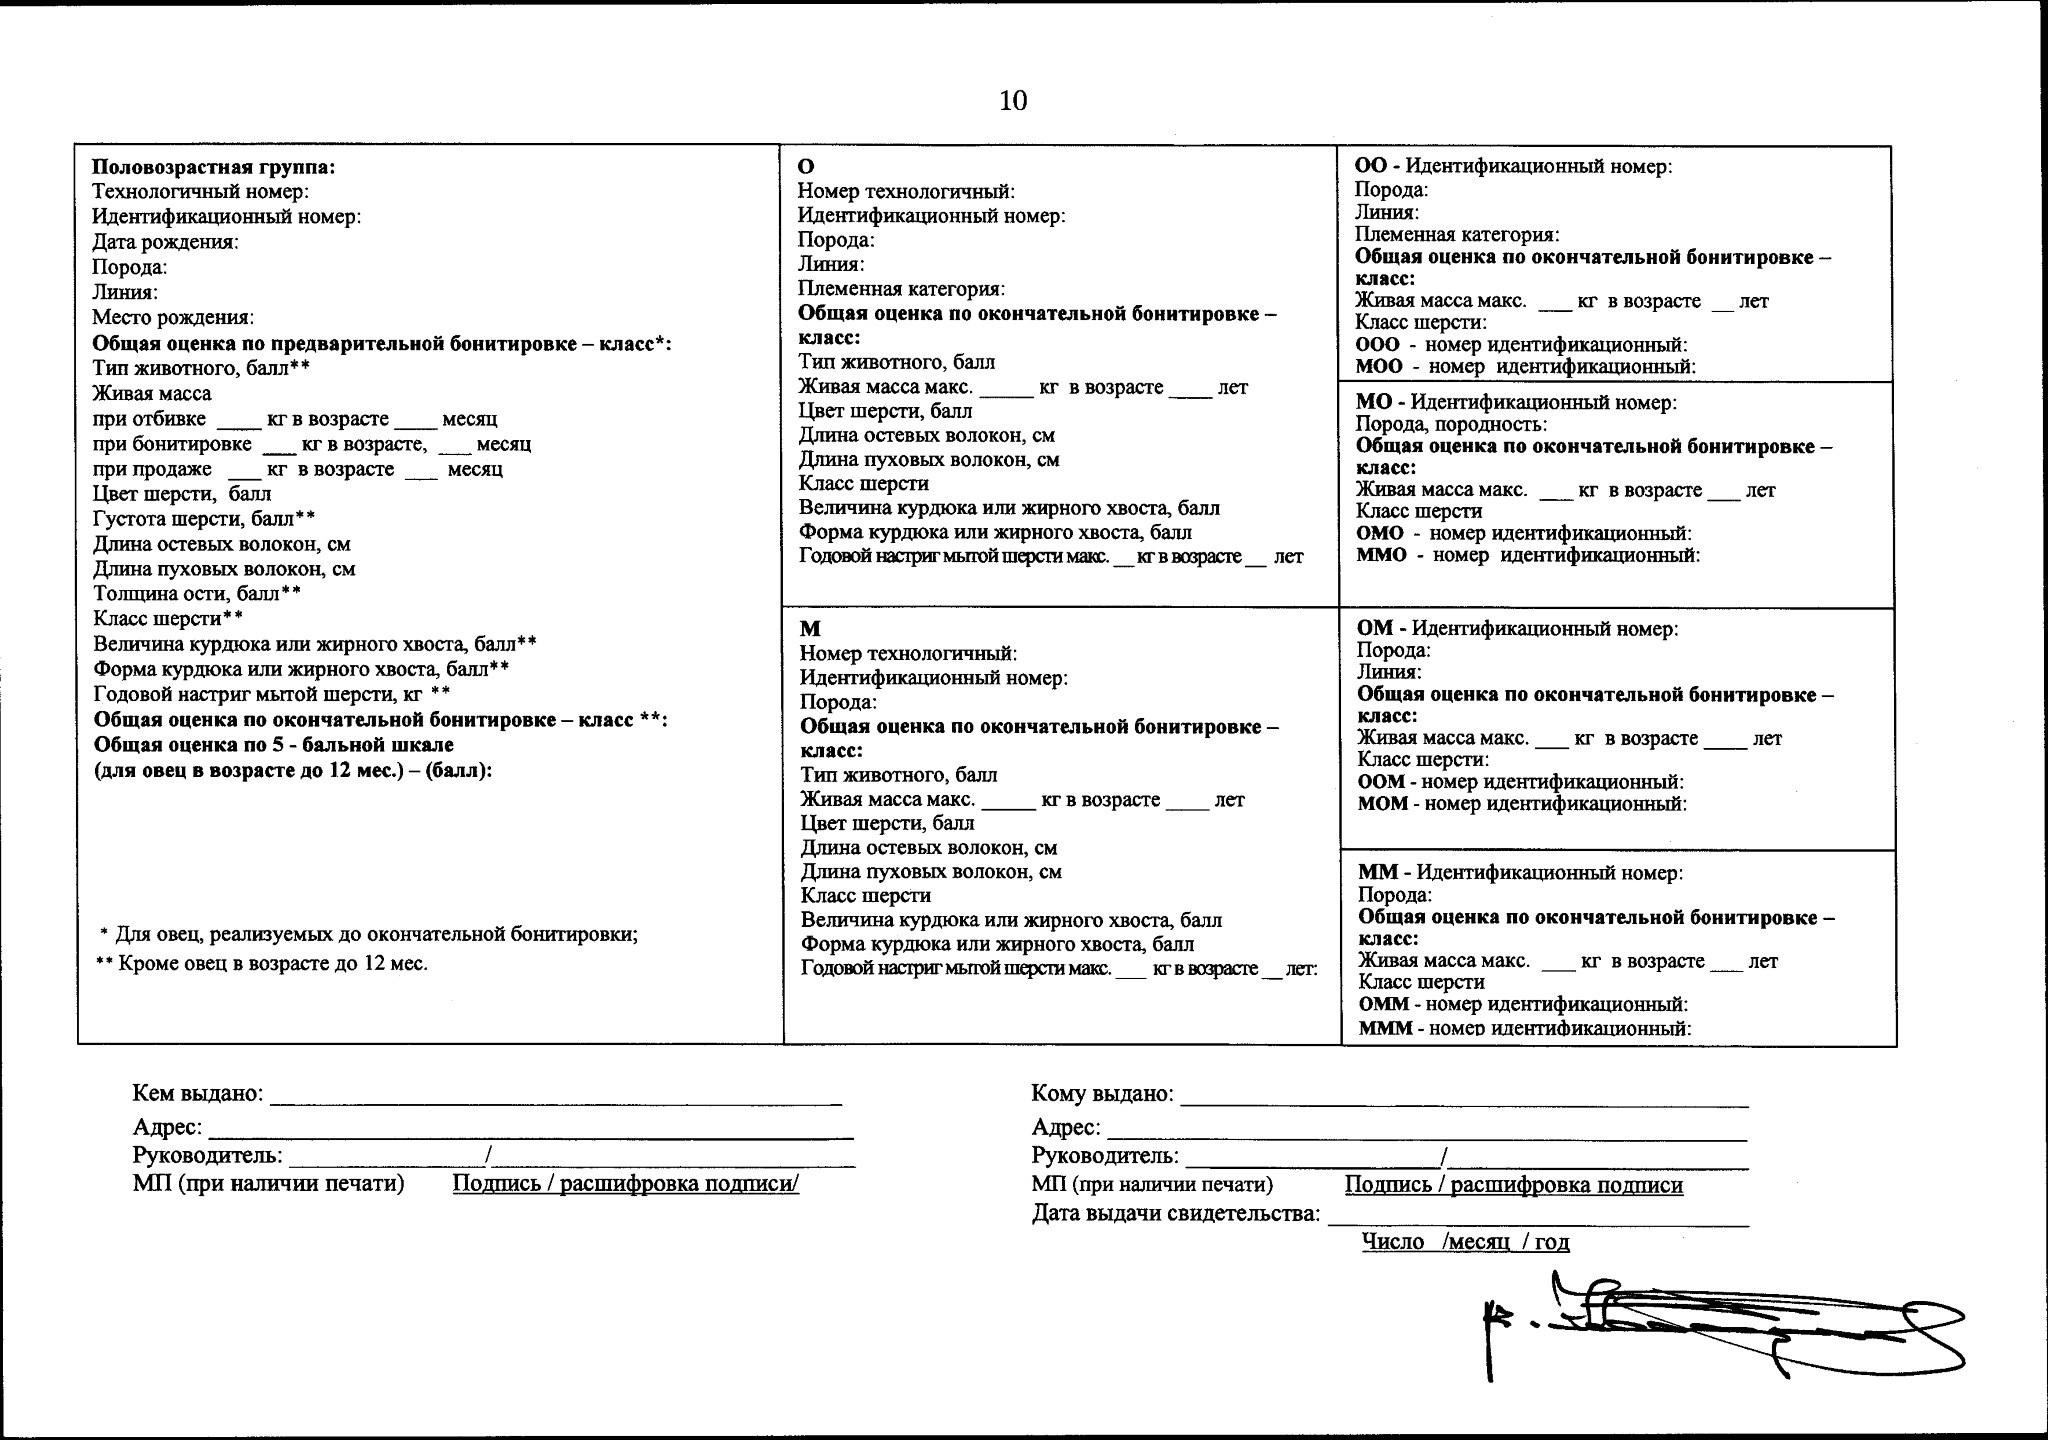 10
Половозрастная группа:
Технологичный номер:
Идентификационный номер:
Дата рождения:
Порода:
Линия:
Место рождения:
Общая оценка по предварительной бонитировке – класс*:
Тип животного, балл**
Живая масса
при отбивке ____ кг в возрасте ____ месяц
при бонитировке ___ кг в возрасте, ___ месяц
при продаже ___ кг в возрасте ___ месяц
Цвет шерсти, балл
Густота шерсти, балл**
Длина остевых волокон, см
Длина пуховых волокон, см
Толщина ости, балл**
Класс шерсти**
Величина курдюка или жирного хвоста, балл**
Форма курдюка или жирного хвоста, балл**
Годовой настриг мытой шерсти, кг **
Общая оценка по окончательной бонитировке – класс **:
Общая оценка по 5 - бальной шкале
(для овец в возрасте до 12 мес.) – (балл):
* Для овец, реализуемых до окончательной бонитировки;
** Кроме овец в возрасте до 12 мес.
О
Номер технологичный:
Идентификационный номер:
Порода:
Линия:
Племенная категория:
Общая оценка по окончательной бонитировке –
класс:
Тип животного, балл
Живая масса макс. _____ кг в возрасте ____ лет
Цвет шерсти, балл
Длина остевых волокон, см
Длина пуховых волокон, см
Класс шерсти
Величина курдюка или жирного хвоста, балл
Форма курдюка или жирного хвоста, балл
Годовой настриг мытой шерсти макс. __ кг в возрасте __ лет
М
Номер технологичный:
Идентификационный номер:
Порода:
Общая оценка по окончательной бонитировке –
класс:
Тип животного, балл
Живая масса макс. _____ кг в возрасте ____ лет
Цвет шерсти, балл
Длина остевых волокон, см
Длина пуховых волокон, см
Класс шерсти
Величина курдюка или жирного хвоста, балл
Форма курдюка или жирного хвоста, балл
Годовой настриг мытой шерсти макс. ___ кг в возрасте __ лет:
ОО - Идентификационный номер:
Порода:
Линия:
Племенная категория:
Общая оценка по окончательной бонитировке –
класс:
Живая масса макс. ___ кг в возрасте __ лет
Класс шерсти:
ООО - номер идентификационный:
МОО - номер идентификационный:
МО - Идентификационный номер:
Порода, породность:
Общая оценка по окончательной бонитировке –
класс:
Живая масса макс. ___ кг в возрасте ___ лет
Класс шерсти
ОМО - номер идентификационный:
ММО - номер идентификационный:
ОМ - Идентификационный номер:
Порода:
Линия:
Общая оценка по окончательной бонитировке –
класс:
Живая масса макс. ___ кг в возрасте ____ лет
Класс шерсти:
ООМ - номер идентификационный:
МОМ - номер идентификационный:
ММ - Идентификационный номер:
Порода:
Общая оценка по окончательной бонитировке –
класс:
Живая масса макс. ___ кг в возрасте ___ лет
Класс шерсти
ОММ - номер идентификационный:
МММ - номер идентификационный:
Кем выдано: ____________
Адрес: ____________
Руководитель: ____________/____________
МП (при наличии печати) Подпись / расшифровка подписи/
Кому выдано: ____________
Адрес: ____________
Руководитель: ____________/____________
МП (при наличии печати) Подпись / расшифровка подписи
Дата выдачи свидетельства: ____________
Число /месяц / год